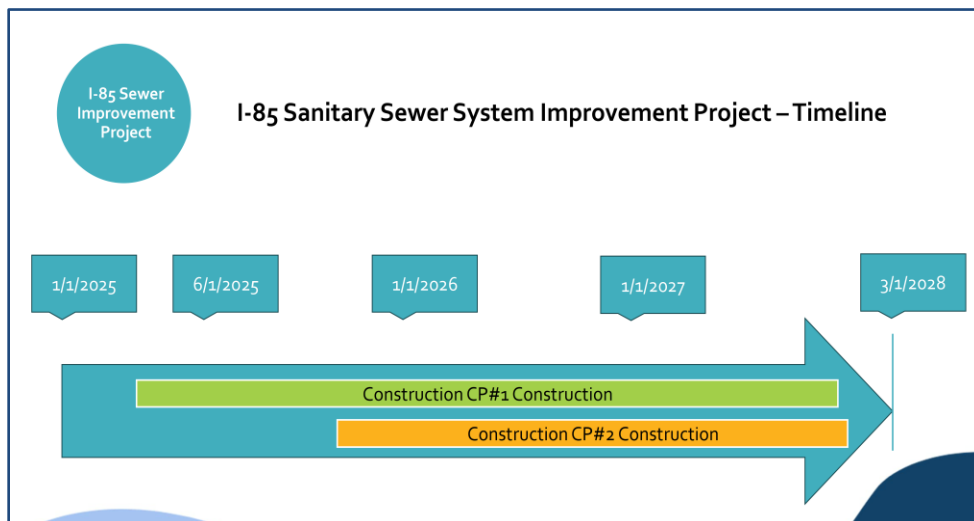 I-85 Sewer
Improvement
Project
I-85 Sanitary Sewer System Improvement Project – Timeline
1/1/2025
6/1/2025
1/1/2026
1/1/2027
3/1/2028
Construction CP#1 Construction
Construction CP#2 Construction